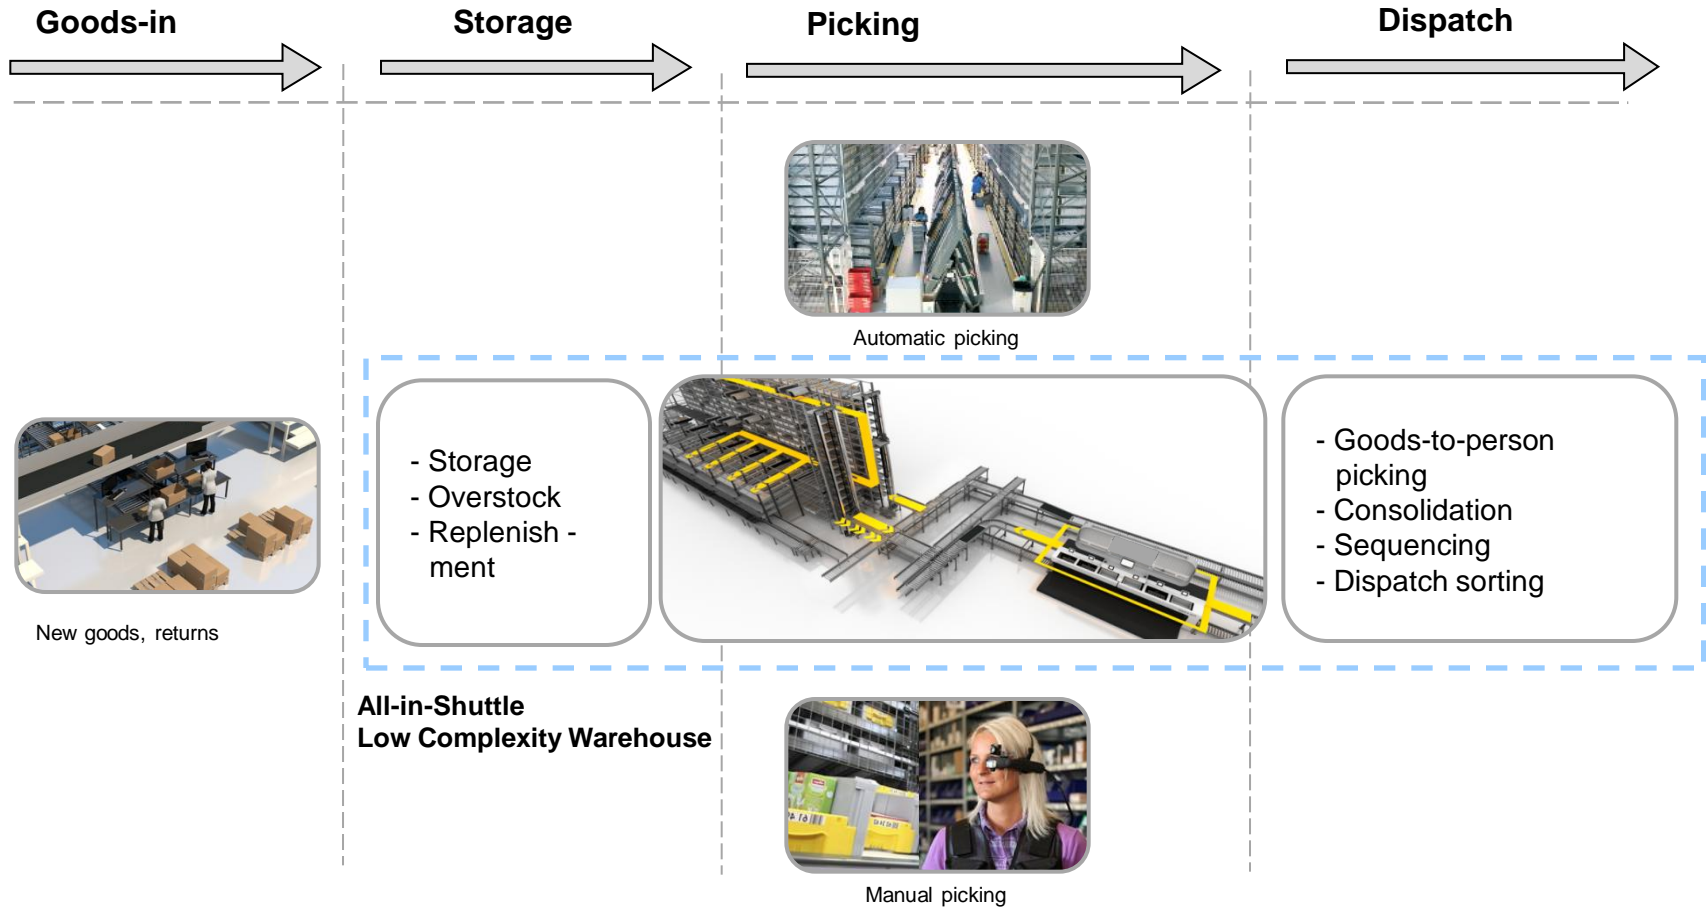 Goods-in
Storage
Picking
Dispatch
Automatic picking
- Storage
- Overstock
- Replenish -
ment
- Goods-to-person
picking
- Consolidation
- Sequencing
- Dispatch sorting
New goods, returns
All-in-Shuttle
Low Complexity Warehouse
Manual picking